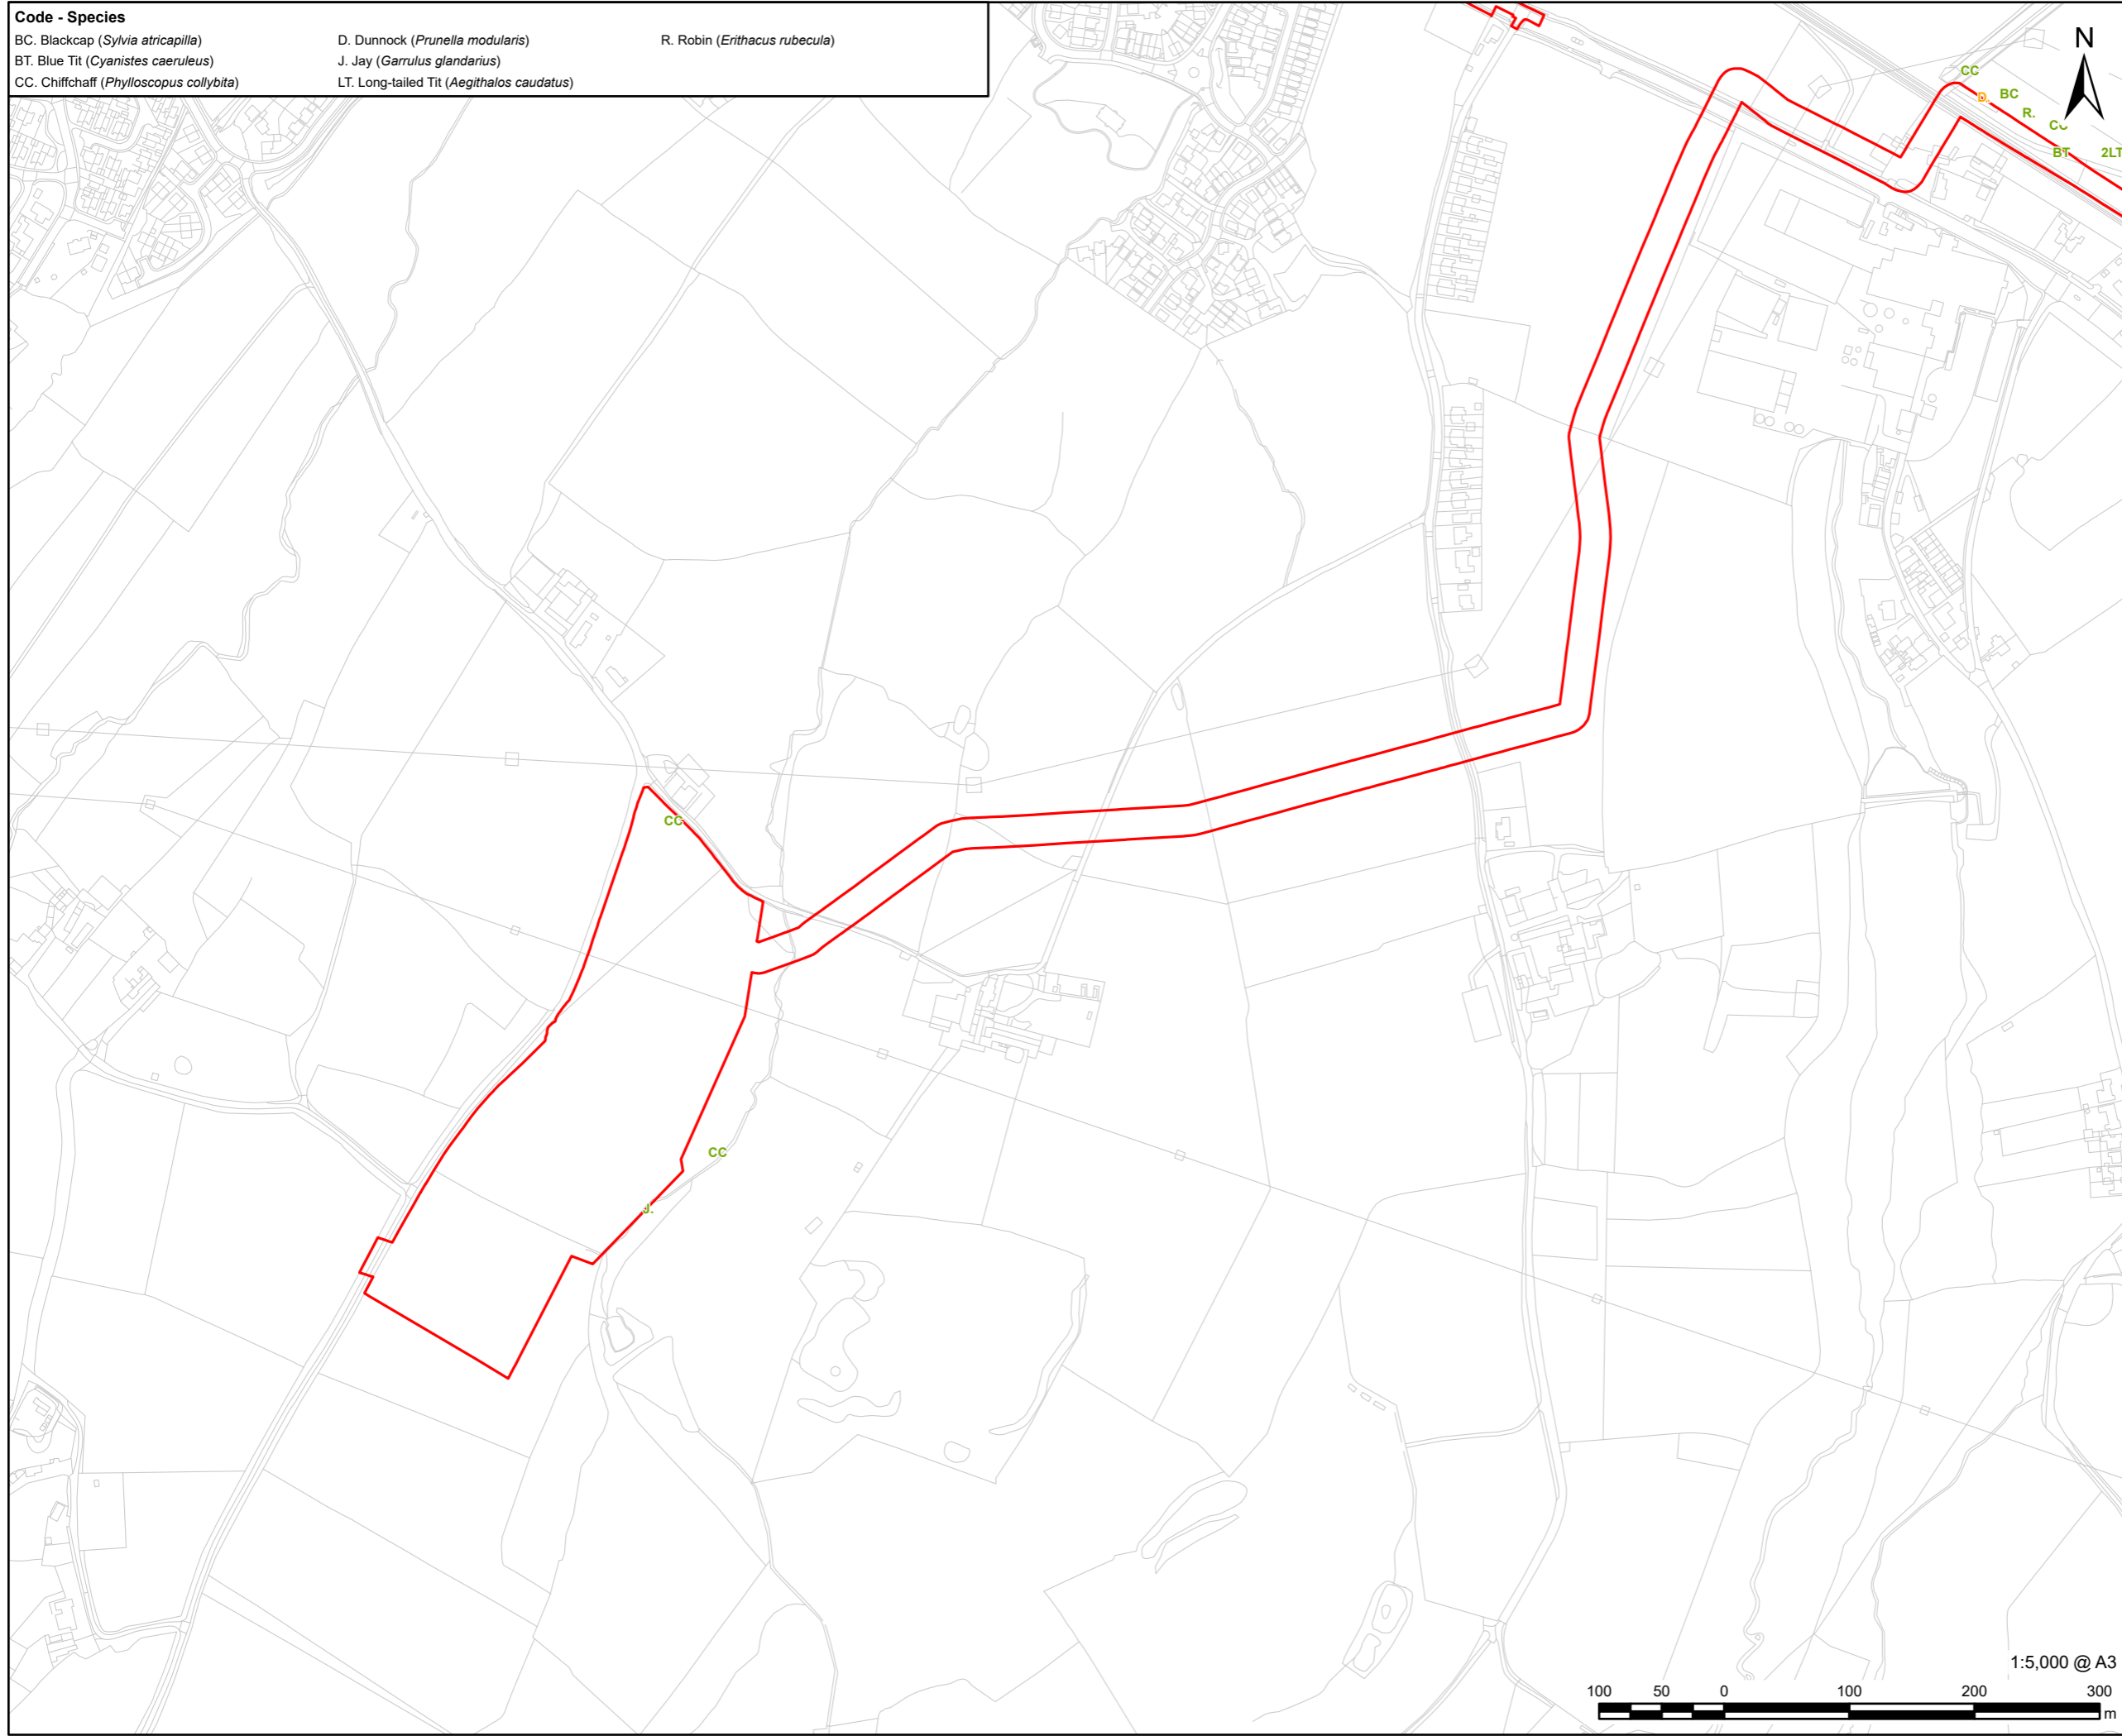 Code - Species
BC. Blackcap (Sylvia atricapilla)
BT. Blue Tit (Cyanistes caeruleus)
CC. Chiffchaff (Phylloscopus collybita)
D. Dunnock (Prunella modularis)
J. Jay (Garrulus glandarius)
LT. Long-tailed Tit (Aegithalos caudatus)
R. Robin (Erithacus rubecula)
N
CC
BC
D.
R.
CC
BT
2LT
CC
CC
J.
1:5,000 @ A3
100 50 0 100 200 300
m